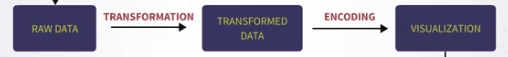 RAW DATA
TRANSFORMATION
TRANSFORMED
DATA
ENCODING
VISUALIZATION